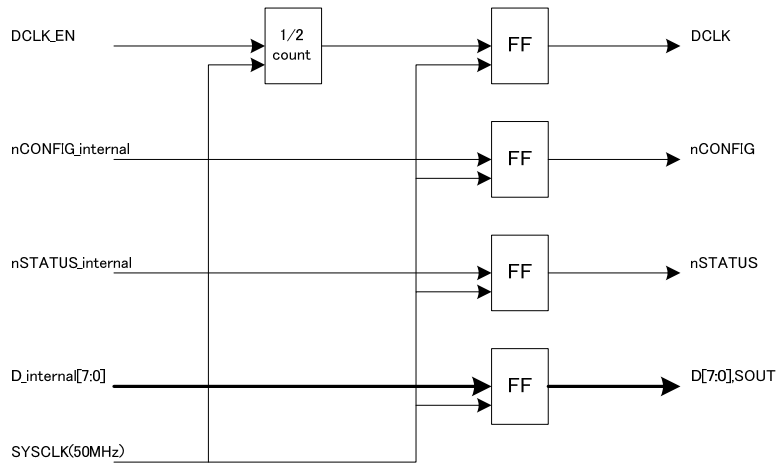 DCLK_EN
1/2
count
FF
DCLK
nCONFIG_internal
FF
nCONFIG
nSTATUS_internal
FF
nSTATUS
D_internal[7:0]
FF
D[7:0],SOUT
SYSCLK(50MHz)